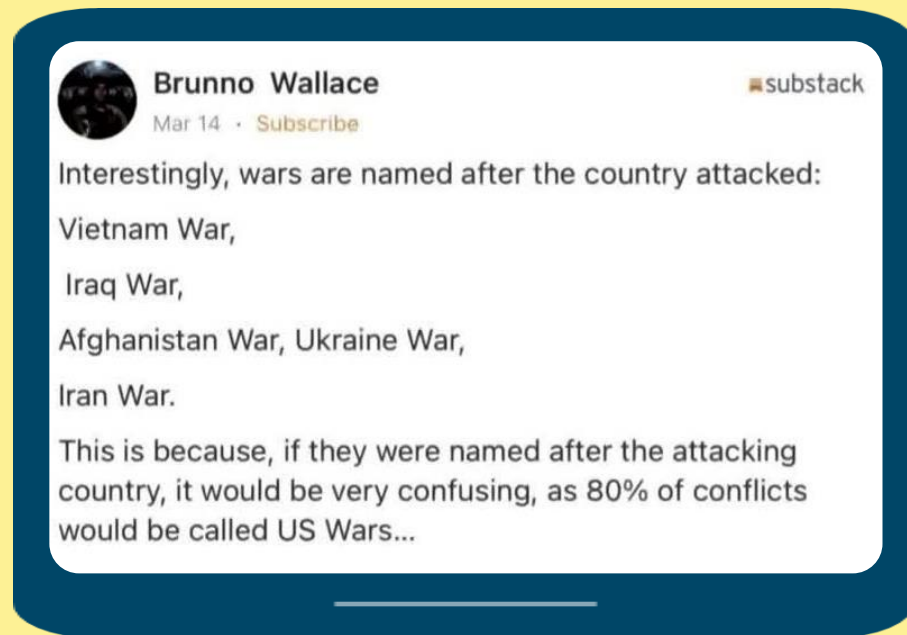 Brunno Wallace
substack
Mar 14 · Subscribe
Interestingly, wars are named after the country attacked:
Vietnam War,
Iraq War,
Afghanistan War, Ukraine War,
Iran War.
This is because, if they were named after the attacking
country, it would be very confusing, as 80% of conflicts
would be called US Wars...